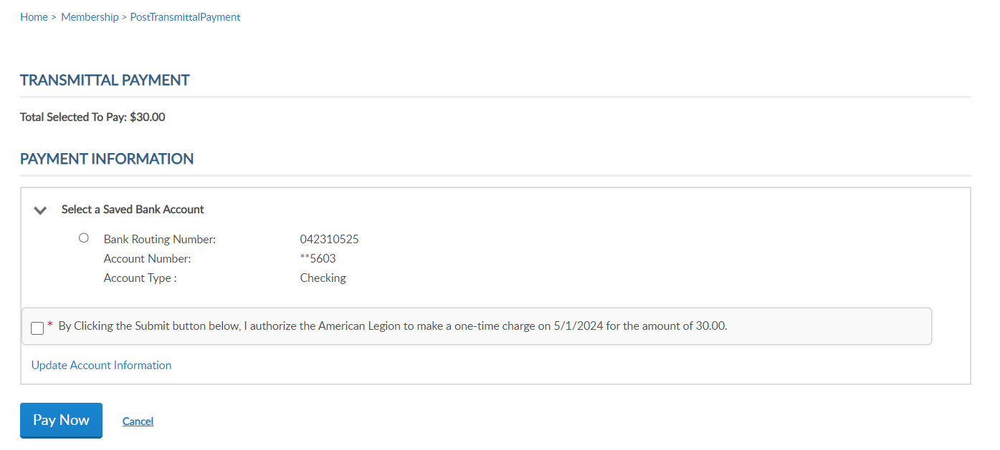 Home > Membership > PostTransmittalPayment
TRANSMITTAL PAYMENT
Total Selected To Pay: $30.00
PAYMENT INFORMATION
Select a Saved Bank Account
Bank Routing Number: 042310525
Account Number: **5603
Account Type : Checking
* By Clicking the Submit button below, I authorize the American Legion to make a one-time charge on 5/1/2024 for the amount of 30.00.
Update Account Information
Pay Now Cancel